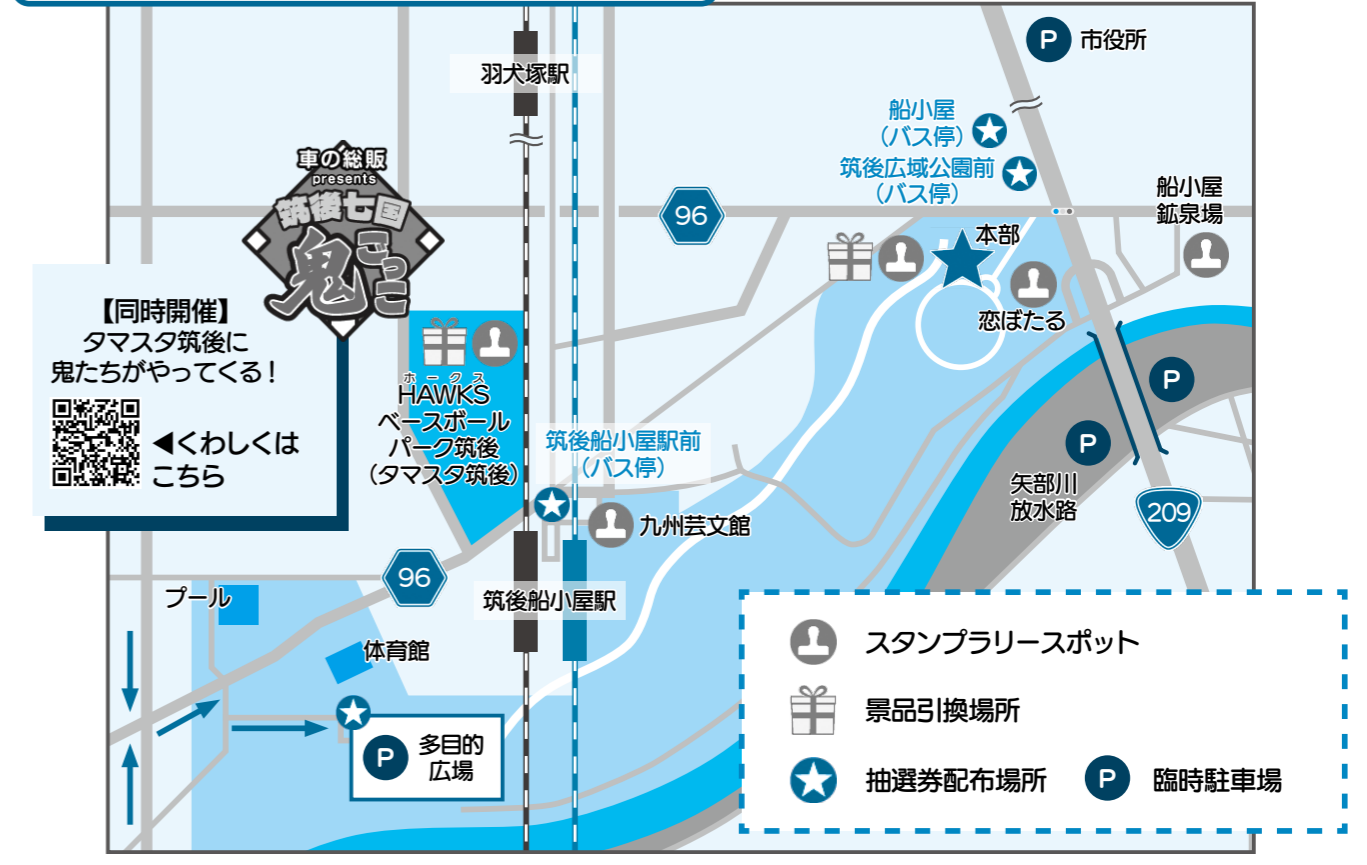 P 市役所
羽犬塚駅
船小屋
（バス停）
筑後広域公園前
（バス停）
車の総販
presents
筑後七国
鬼ごっこ
96
船小屋
鉱泉場
本部
恋ぼたる
【同時開催】
タマスタ筑後に
鬼たちがやってくる！
◀くわしくは
こちら
ホークス
HAWKS
ベースボール
パーク筑後
（タマスタ筑後）
筑後船小屋駅前
（バス停）
九州芸文館
P
P
矢部川
放水路
209
96
筑後船小屋駅
プール
体育館
P 多目的
広場
スタンプラリースポット
景品引換場所
抽選券配布場所 P 臨時駐車場